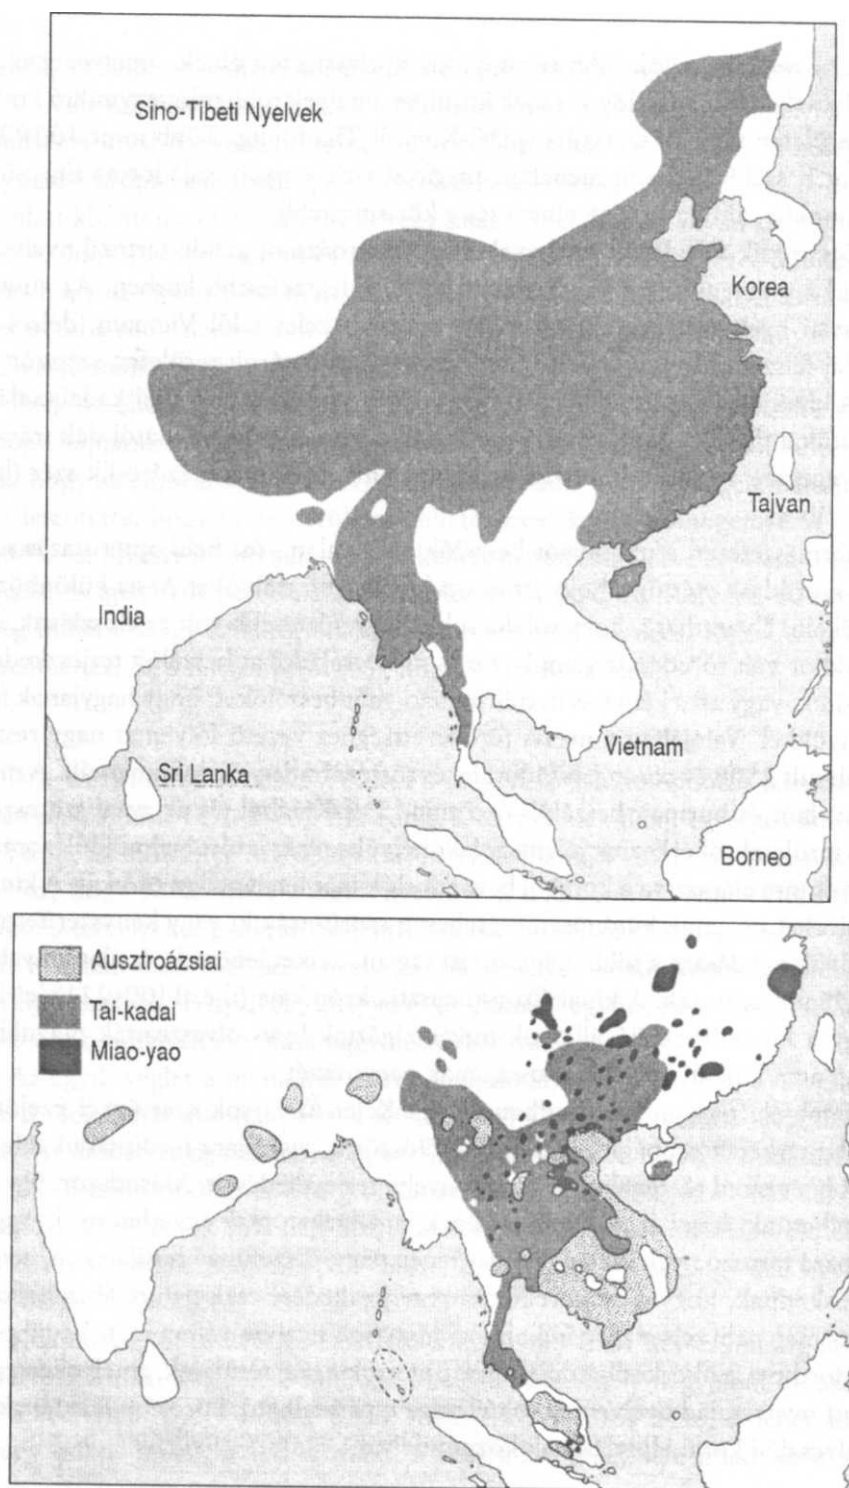 Sino-Tibeti Nyelvek
Korea
Tajvan
India
Vietnam
Sri Lanka
Borneo
Ausztroázsiai
Tai-kadai
Miao-yao